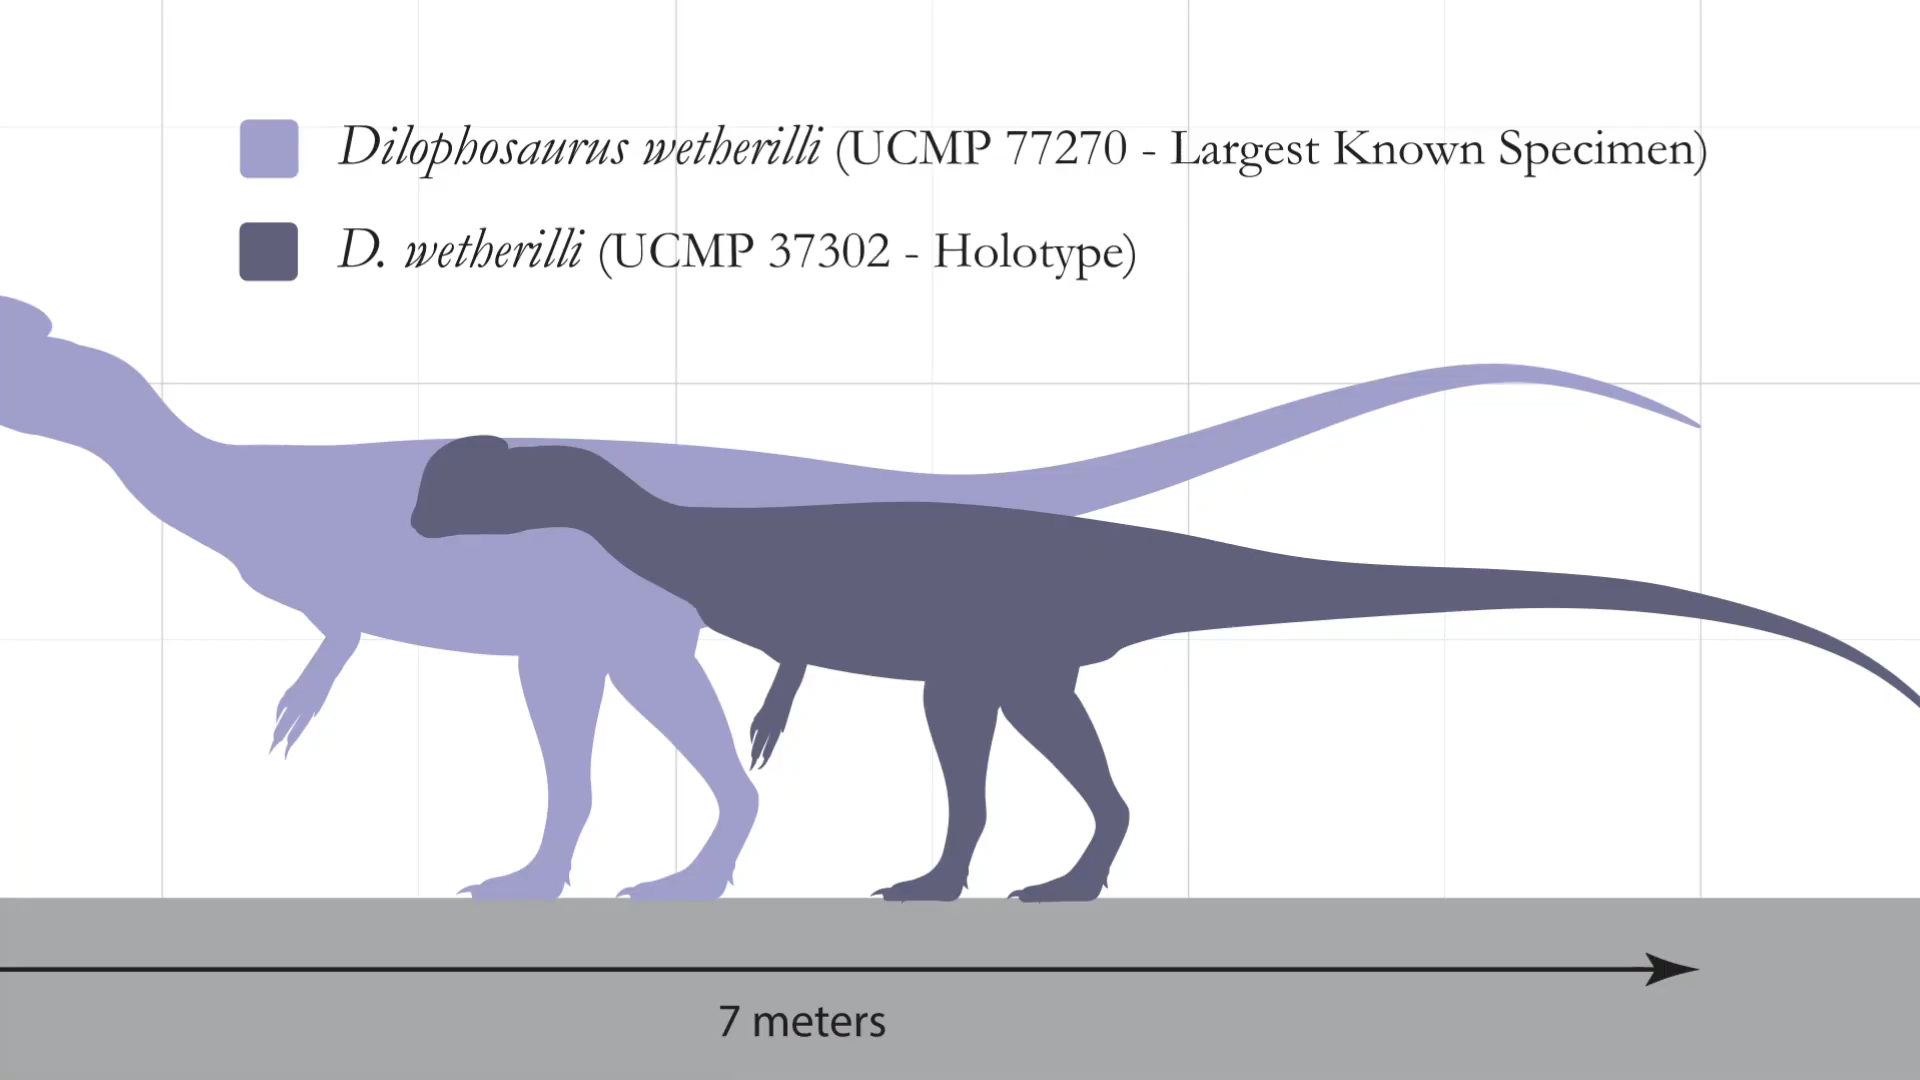 Dilophosaurus wetherilli (UCMP 77270 - Largest Known Specimen)
D. wetherilli (UCMP 37302 - Holotype)
7 meters